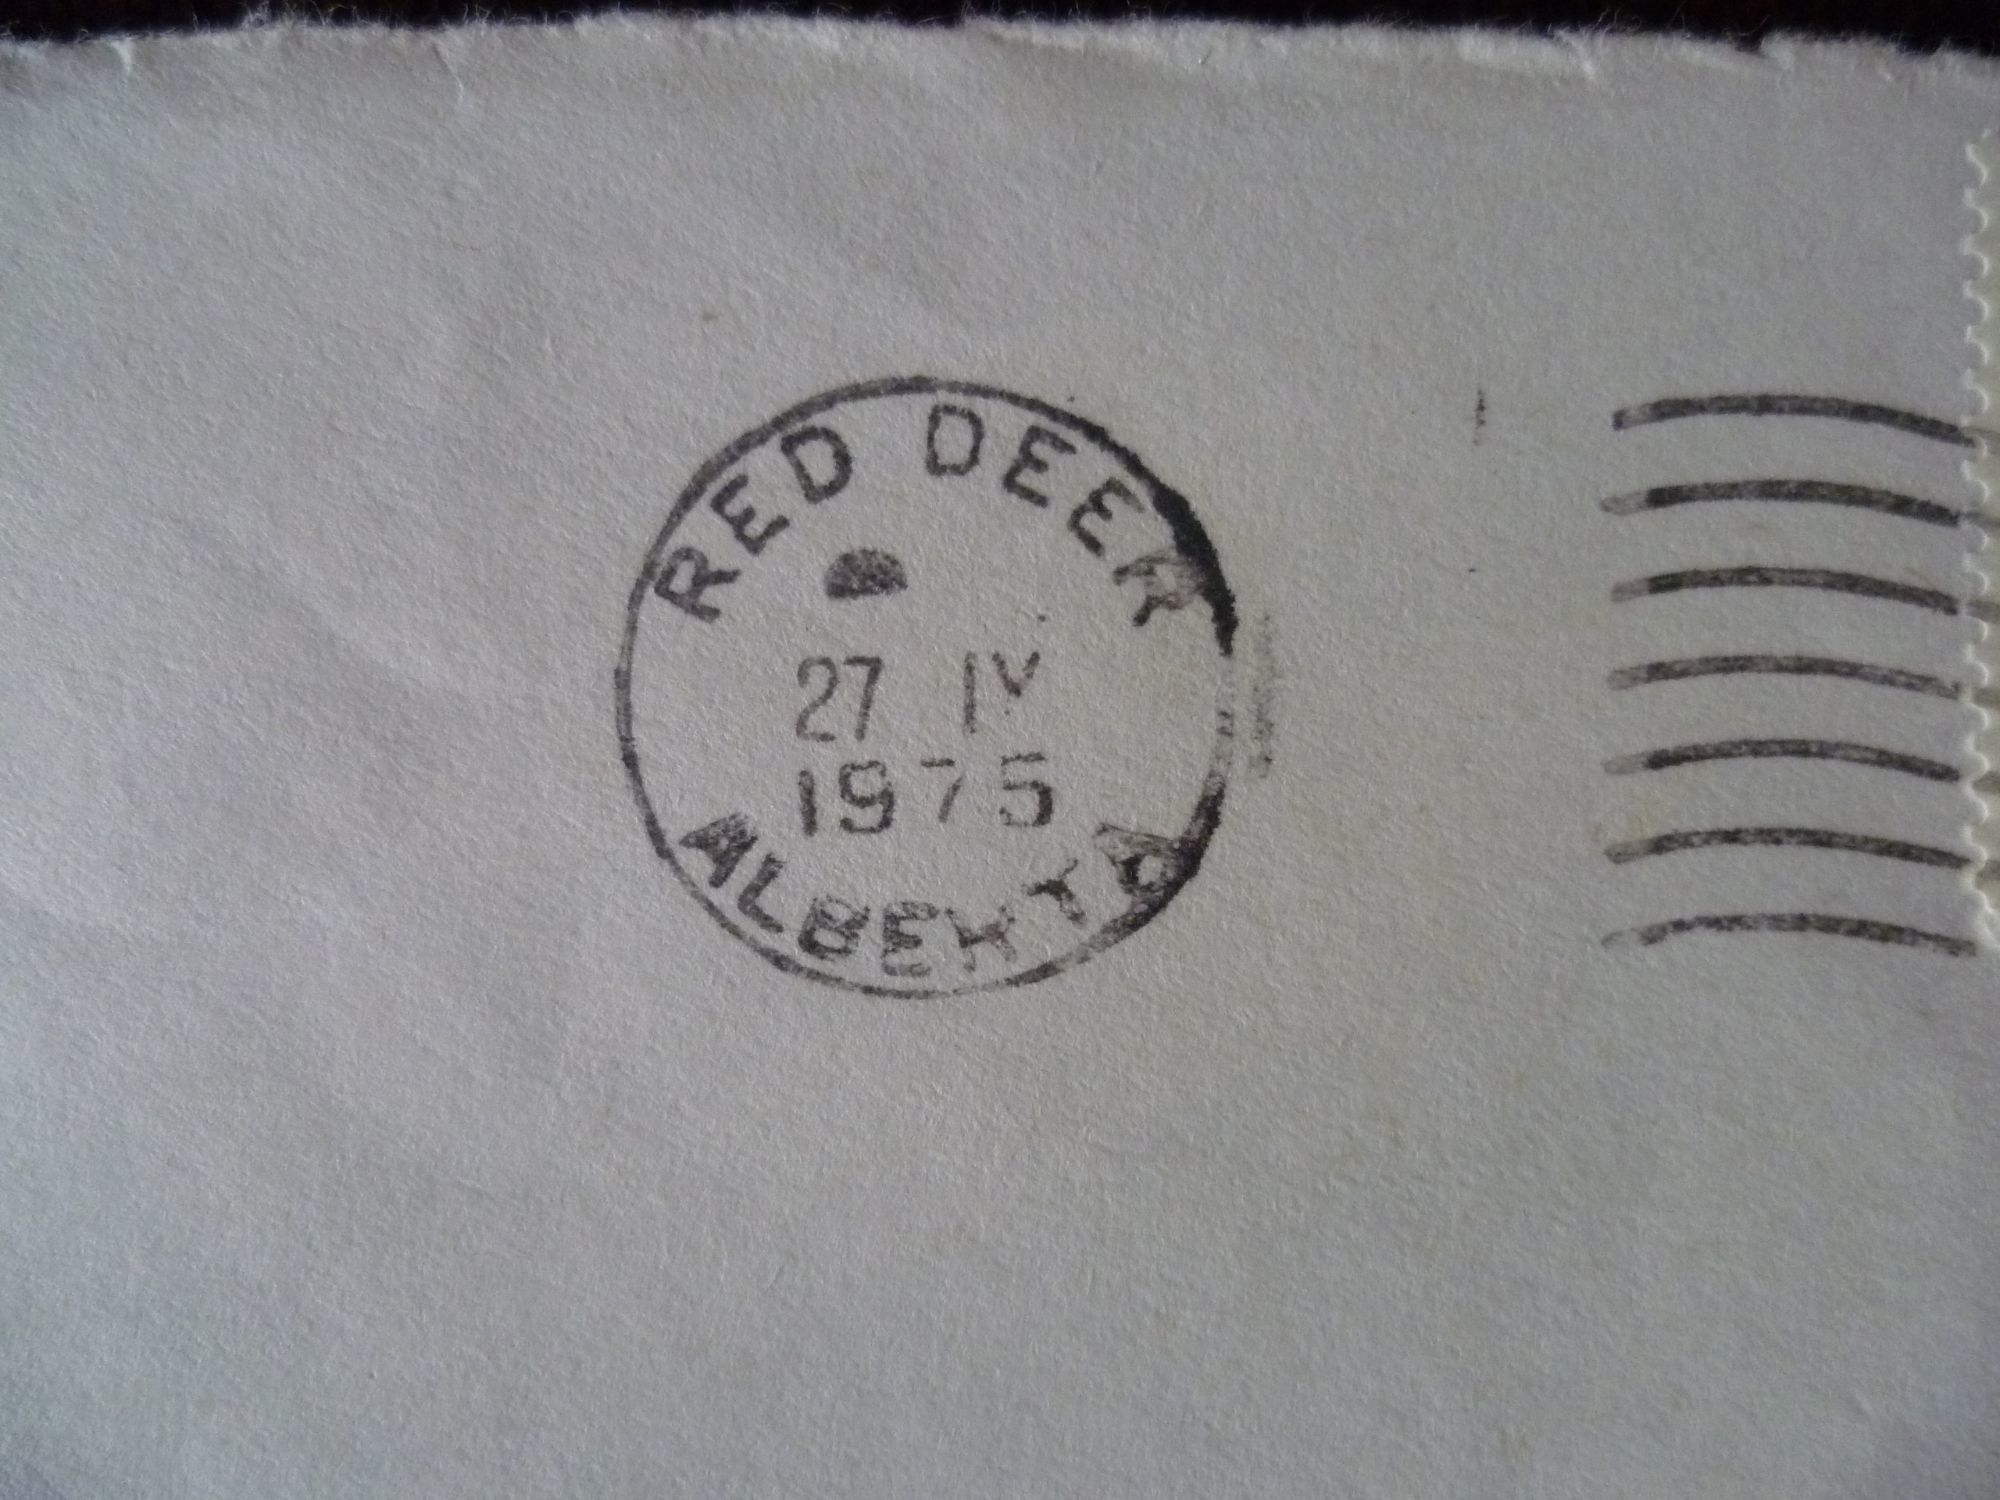 RED DEER
27 IV
1975
ALBERTA